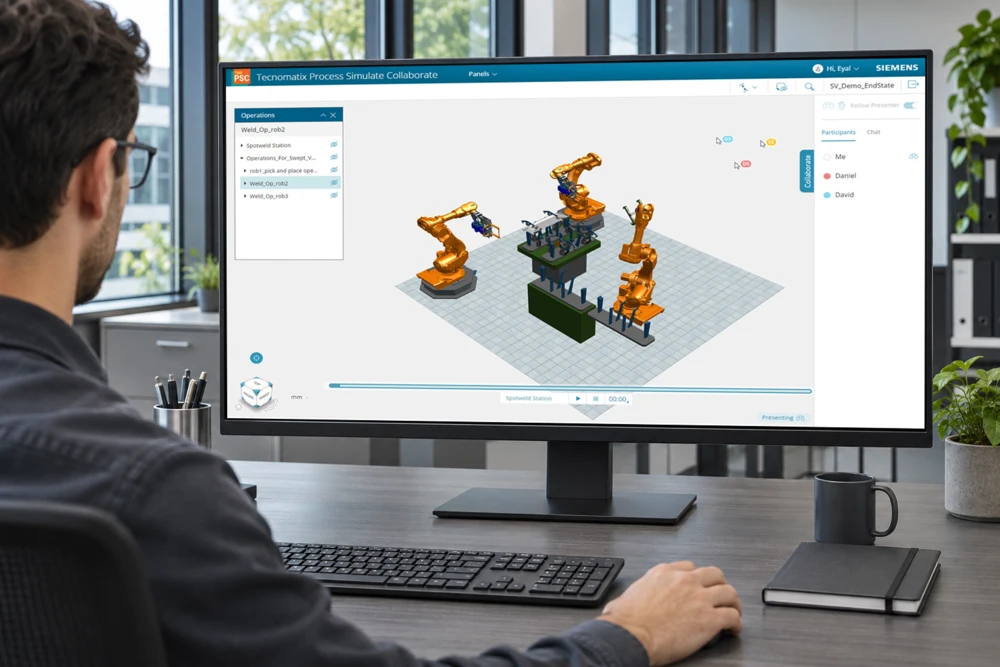 PSC
Tecnomatix Process Simulate Collaborate
Panels
Hi, Eyal
SIEMENS
SV_Demo_EndState
Follow Presenter
Operations
Weld_Op_rob2
Spotweld Station
Operations_For_Swept_V...
rob1_pick and place ope...
Weld_Op_rob2
Weld_Op_rob3
Participants
Chat
Me
Daniel
David
Collaborate
mm
Spotweld Station
00:00
Presenting